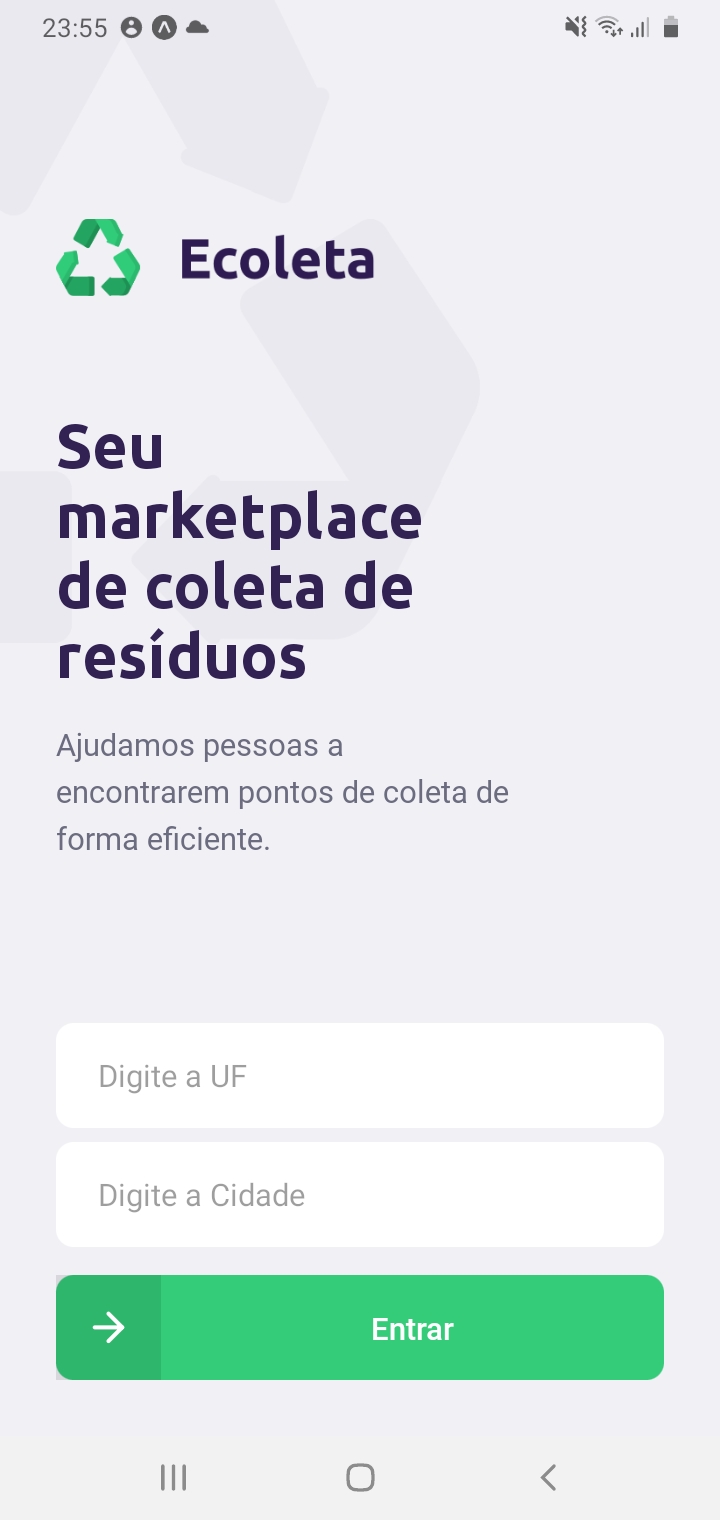 23:55
Ecoleta
Seu
marketplace
de coleta de
resíduos
Ajudamos pessoas a
encontrarem pontos de coleta de
forma eficiente.
Digite a UF
Digite a Cidade
Entrar